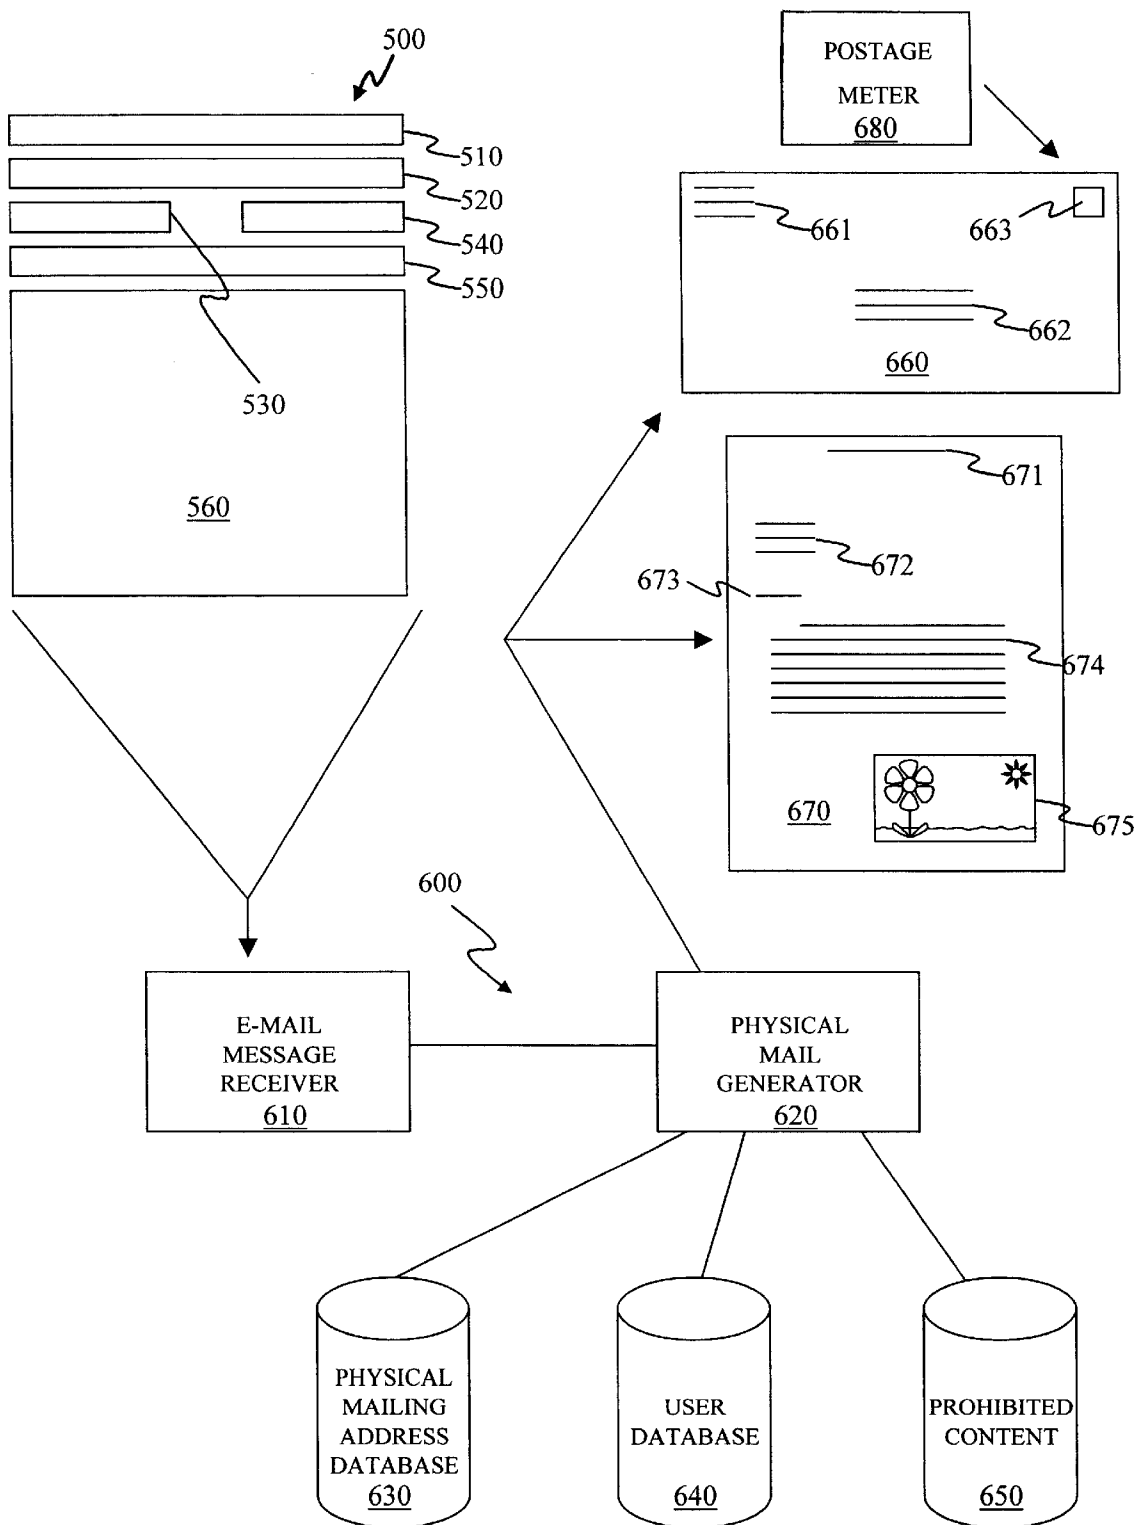 500
510
520
540
550
530
560
POSTAGE
METER
680
661
663
662
660
671
672
673
674
670
675
600
E-MAIL
MESSAGE
RECEIVER
610
PHYSICAL
MAIL
GENERATOR
620
PHYSICAL
MAILING
ADDRESS
DATABASE
630
USER
DATABASE
640
PROHIBITED
CONTENT
650